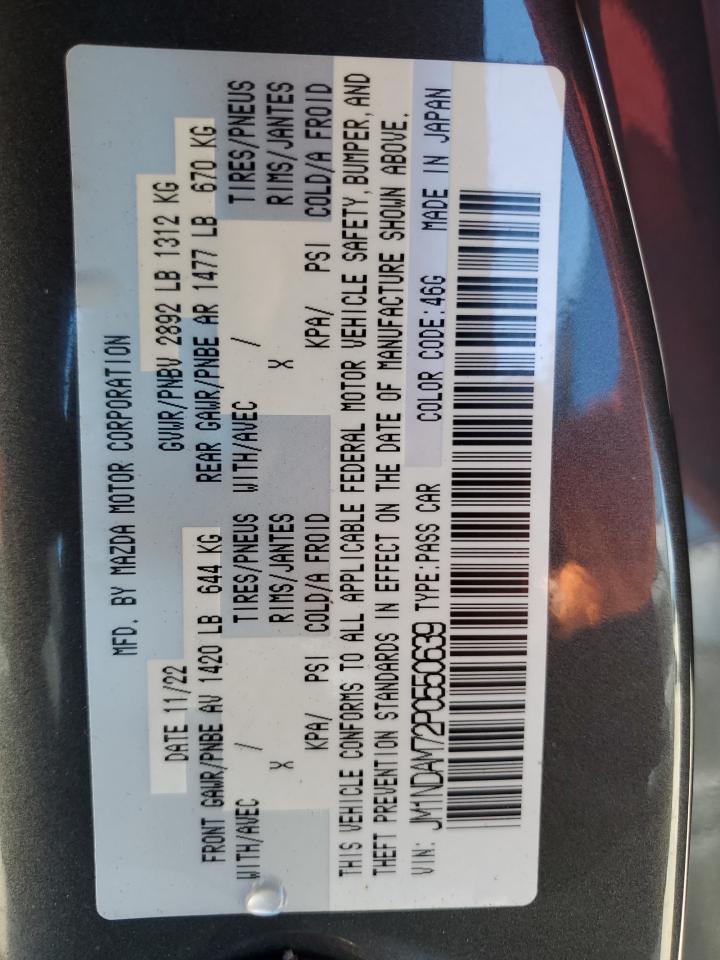 MFD. BY MAZDA MOTOR CORPORATION
DATE 11/22 GVWR/PNBV 2892 LB 1312 KG
FRONT GAWR/PNBE AV 1420 LB 644 KG REAR GAWR/PNBE AR 1477 LB 670 KG
WITH/AVEC / TIRES/PNEUS WITH/AVEC / TIRES/PNEUS
X RIMS/JANTES X RIMS/JANTES
KPA/ PSI COLD/A FROID KPA/ PSI COLD/A FROID
THIS VEHICLE CONFORMS TO ALL APPLICABLE FEDERAL MOTOR VEHICLE SAFETY, BUMPER, AND
THEFT PREVENTION STANDARDS IN EFFECT ON THE DATE OF MANUFACTURE SHOWN ABOVE.
VIN: JM1NDAM72P0550639 TYPE:PASS CAR COLOR CODE:46G MADE IN JAPAN